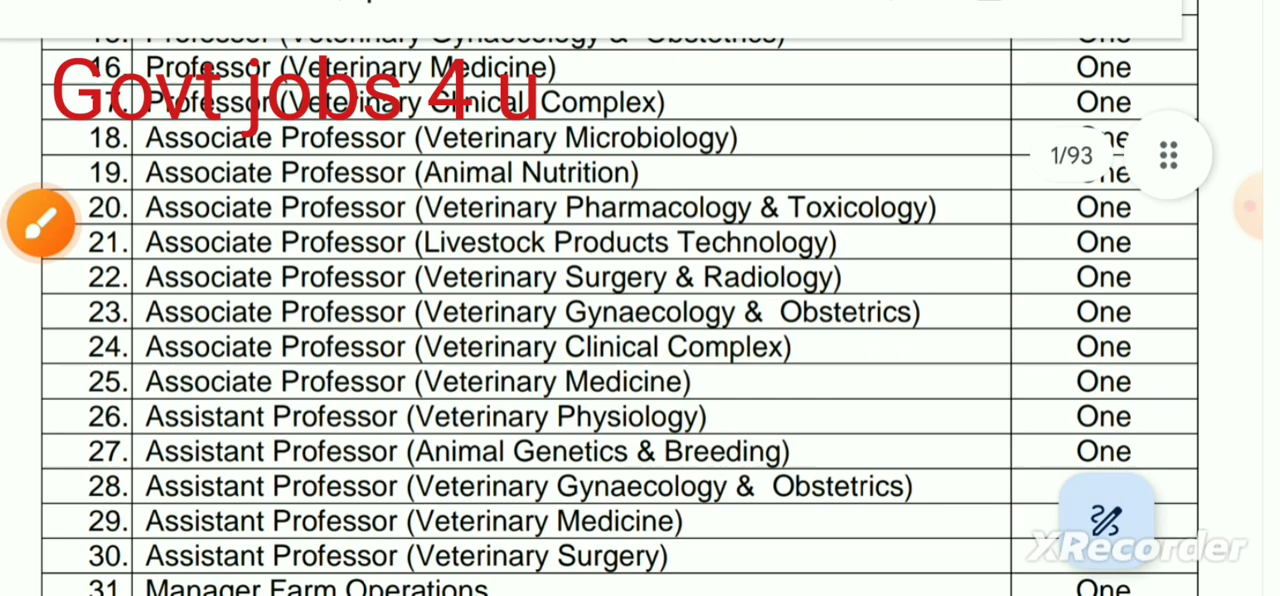 15. Professor (Veterinary Gynaecology & Obstetrics) One
Govt jobs 4 u
16. Professor (Veterinary Medicine) One
17. Professor (Veterinary Clinical Complex) One
18. Associate Professor (Veterinary Microbiology) One
1/93
19. Associate Professor (Animal Nutrition) One
20. Associate Professor (Veterinary Pharmacology & Toxicology) One
21. Associate Professor (Livestock Products Technology) One
22. Associate Professor (Veterinary Surgery & Radiology) One
23. Associate Professor (Veterinary Gynaecology & Obstetrics) One
24. Associate Professor (Veterinary Clinical Complex) One
25. Associate Professor (Veterinary Medicine) One
26. Assistant Professor (Veterinary Physiology) One
27. Assistant Professor (Animal Genetics & Breeding) One
28. Assistant Professor (Veterinary Gynaecology & Obstetrics)
29. Assistant Professor (Veterinary Medicine)
30. Assistant Professor (Veterinary Surgery)
XRecorder
31. Manager Farm Operations One